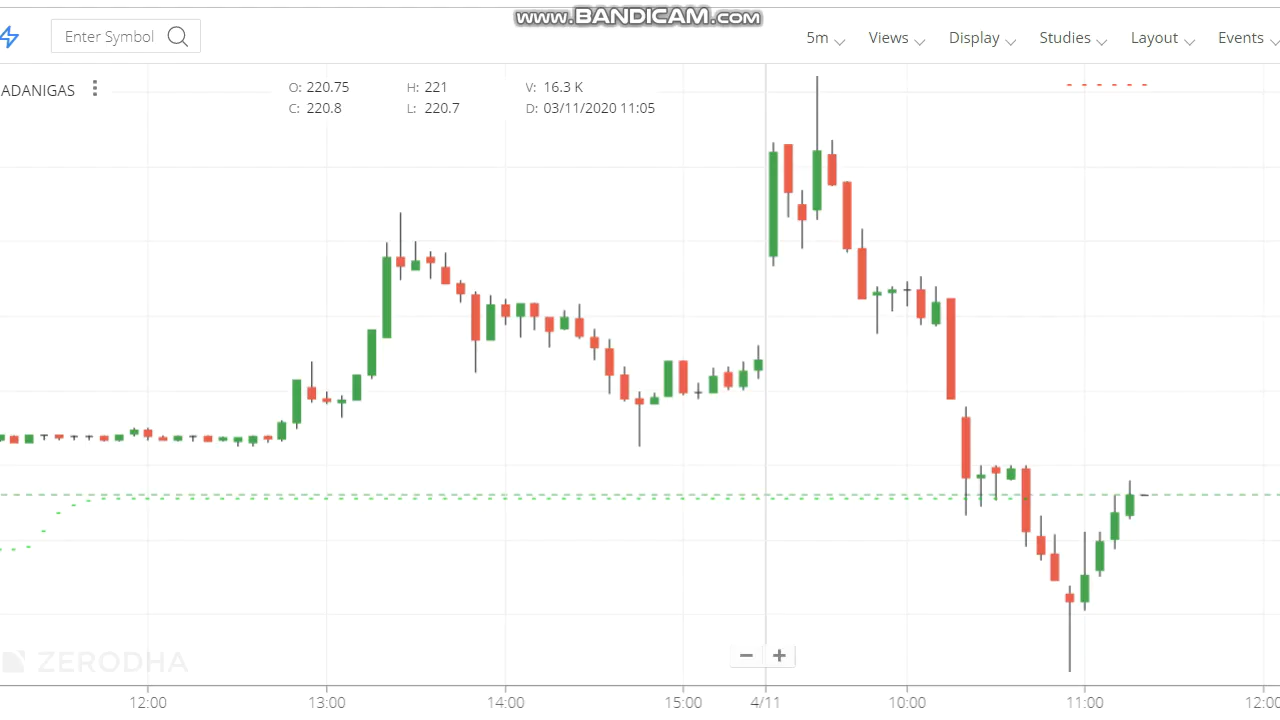 www.BANDICAM.com
Enter Symbol
5m Views Display Studies Layout Events
ADANIGAS
O: 220.75 H: 221 V: 16.3 K
C: 220.8 L: 220.7 D: 03/11/2020 11:05
ZERODHA
− +
12:00 13:00 14:00 15:00 4/11 10:00 11:00 12:00